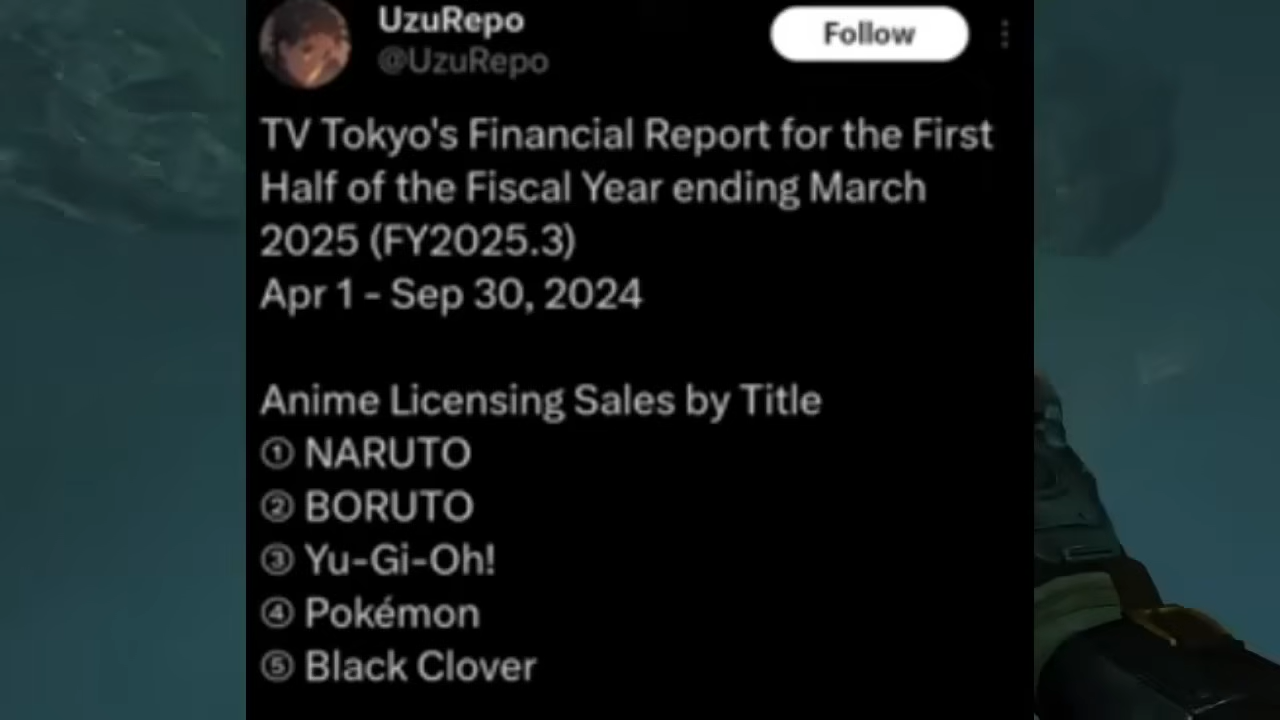 UzuRepo
Follow
@UzuRepo
TV Tokyo's Financial Report for the First
Half of the Fiscal Year ending March
2025 (FY2025.3)
Apr 1 - Sep 30, 2024
Anime Licensing Sales by Title
① NARUTO
② BORUTO
③ Yu-Gi-Oh!
④ Pokémon
⑤ Black Clover